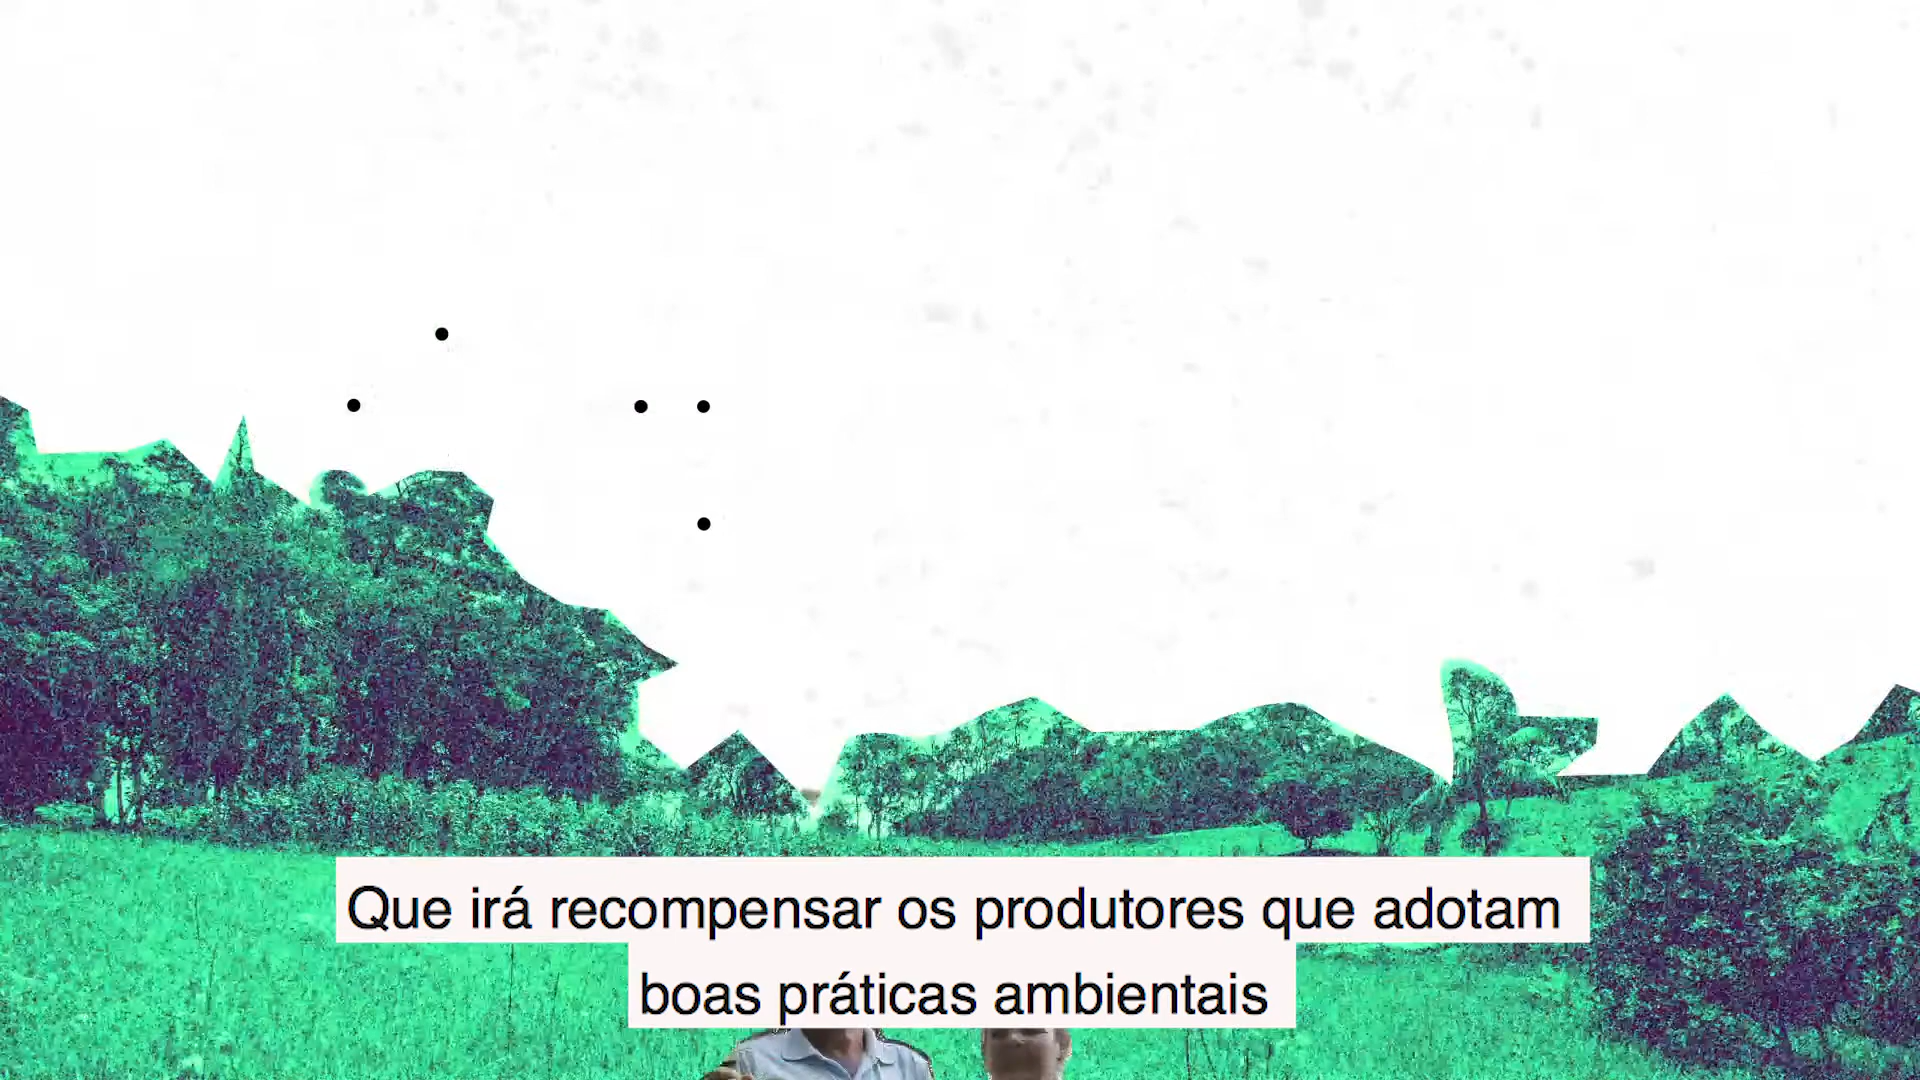 Que irá recompensar os produtores que adotam
boas práticas ambientais